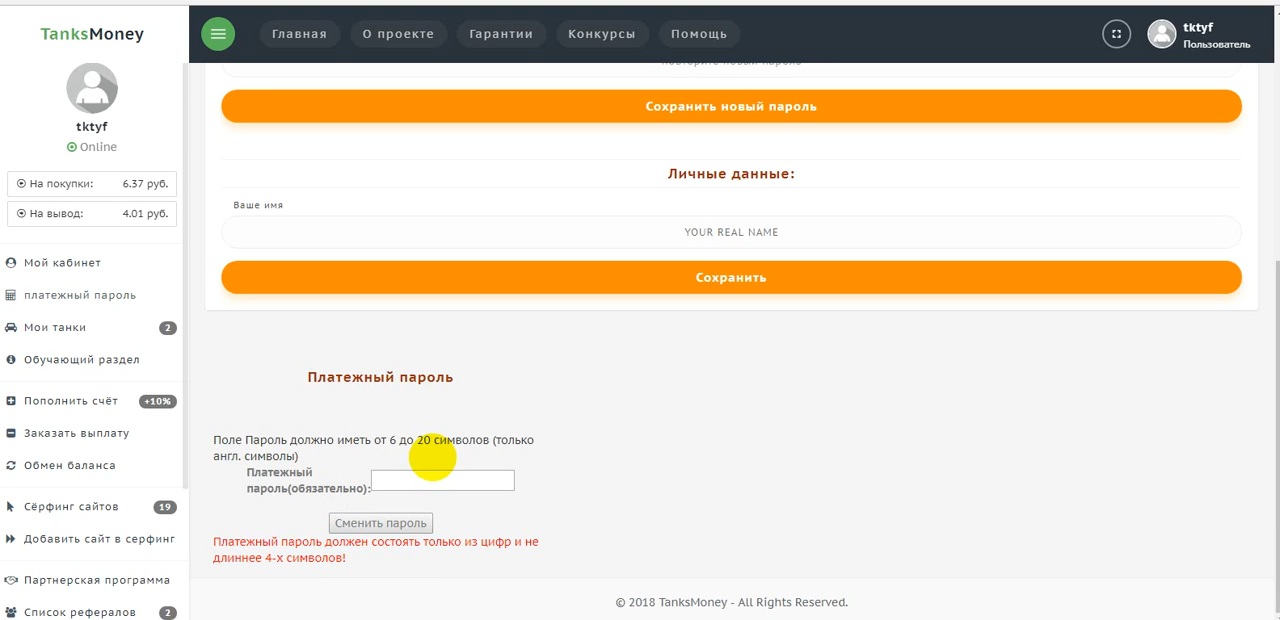 TanksMoney
tktyf
Online
На покупки: 6.37 руб.
На вывод: 4.01 руб.
Мой кабинет
платежный пароль
Мои танки 2
Обучающий раздел
Пополнить счёт +10%
Заказать выплату
Обмен баланса
Сёрфинг сайтов 19
Добавить сайт в серфинг
Партнерская программа
Список рефералов 2
Главная О проекте Гарантии Конкурсы Помощь
tktyf
Пользователь
Сохранить новый пароль
Личные данные:
Ваше имя
YOUR REAL NAME
Сохранить
Платежный пароль
Поле Пароль должно иметь от 6 до 20 символов (только
англ. символы)
Платежный
пароль(обязательно):
Сменить пароль
Платежный пароль должен состоять только из цифр и не
длиннее 4-х символов!
© 2018 TanksMoney - All Rights Reserved.